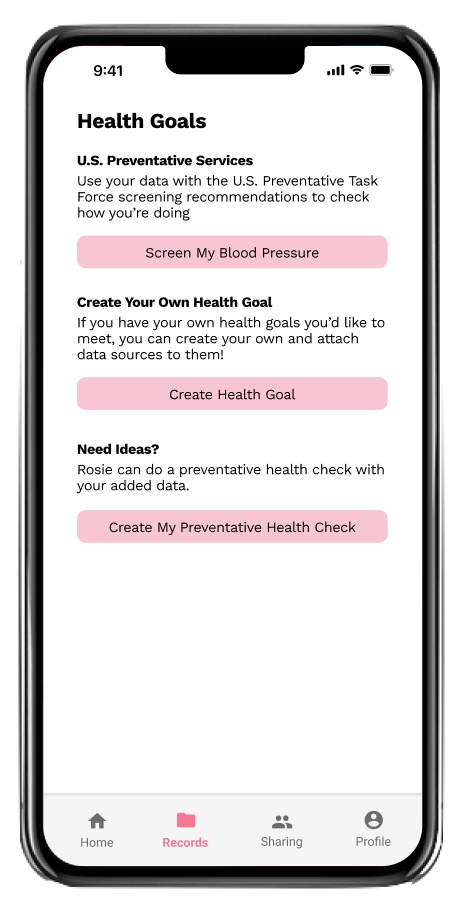 9:41
Health Goals
U.S. Preventative Services
Use your data with the U.S. Preventative Task
Force screening recommendations to check
how you’re doing
Screen My Blood Pressure
Create Your Own Health Goal
If you have your own health goals you’d like to
meet, you can create your own and attach
data sources to them!
Create Health Goal
Need Ideas?
Rosie can do a preventative health check with
your added data.
Create My Preventative Health Check
Home Records Sharing Profile